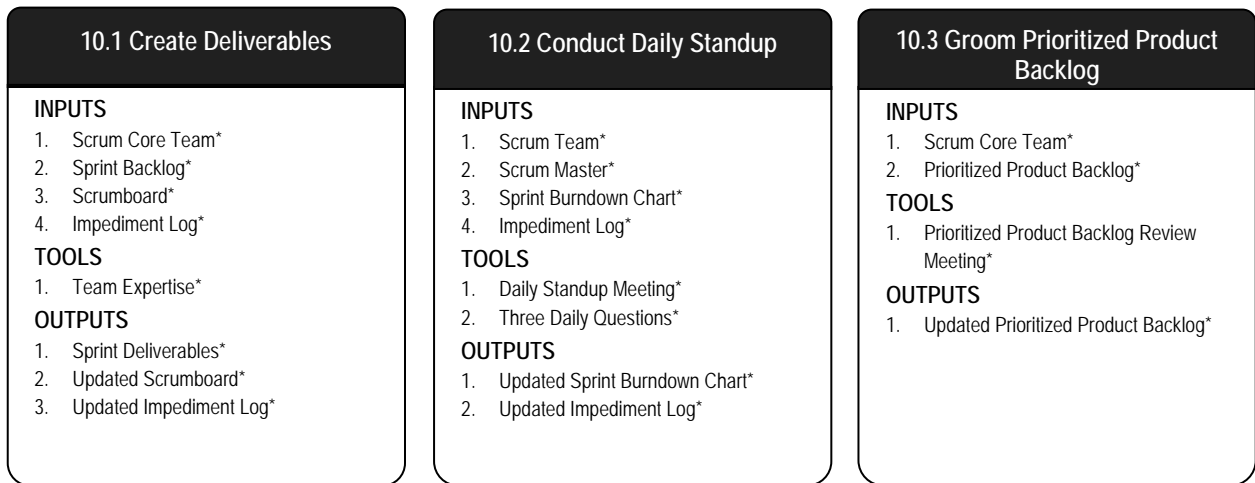 10.1 Create Deliverables
INPUTS
1. Scrum Core Team*
2. Sprint Backlog*
3. Scrumboard*
4. Impediment Log*
TOOLS
1. Team Expertise*
OUTPUTS
1. Sprint Deliverables*
2. Updated Scrumboard*
3. Updated Impediment Log*
10.2 Conduct Daily Standup
INPUTS
1. Scrum Team*
2. Scrum Master*
3. Sprint Burndown Chart*
4. Impediment Log*
TOOLS
1. Daily Standup Meeting*
2. Three Daily Questions*
OUTPUTS
1. Updated Sprint Burndown Chart*
2. Updated Impediment Log*
10.3 Groom Prioritized Product
Backlog
INPUTS
1. Scrum Core Team*
2. Prioritized Product Backlog*
TOOLS
1. Prioritized Product Backlog Review
Meeting*
OUTPUTS
1. Updated Prioritized Product Backlog*